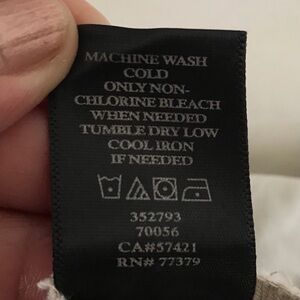 MACHINE WASH
COLD
ONLY NON-
CHLORINE BLEACH
WHEN NEEDED
TUMBLE DRY LOW
COOL IRON
IF NEEDED
352793
70056
CA#57421
RN# 77379